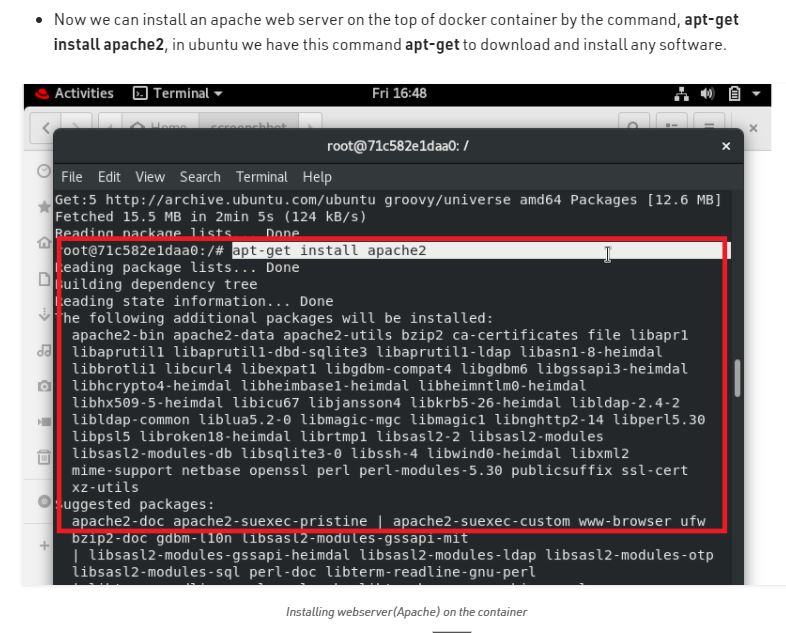 Now we can install an apache web server on the top of docker container by the command, apt-get
install apache2, in ubuntu we have this command apt-get to download and install any software.
Activities Terminal Fri 16:48
Home screenshhot
root@71c582e1daa0: /
File Edit View Search Terminal Help
Get:5 http://archive.ubuntu.com/ubuntu groovy/universe amd64 Packages [12.6 MB]
Fetched 15.5 MB in 2min 5s (124 kB/s)
Reading package lists... Done
root@71c582e1daa0:/# apt-get install apache2
Reading package lists... Done
Building dependency tree
Reading state information... Done
The following additional packages will be installed:
apache2-bin apache2-data apache2-utils bzip2 ca-certificates file libapr1
libaprutil1 libaprutil1-dbd-sqlite3 libaprutil1-ldap libasn1-8-heimdal
libbrotli1 libcurl4 libexpat1 libgdbm-compat4 libgdbm6 libgssapi3-heimdal
libhcrypto4-heimdal libheimbase1-heimdal libheimntlm0-heimdal
libhx509-5-heimdal libicu67 libjansson4 libkrb5-26-heimdal libldap-2.4-2
libldap-common liblua5.2-0 libmagic-mgc libmagic1 libnghttp2-14 libperl5.30
libpsl5 libroken18-heimdal librtmp1 libsasl2-2 libsasl2-modules
libsasl2-modules-db libsqlite3-0 libssh-4 libwind0-heimdal libxml2
mime-support netbase openssl perl perl-modules-5.30 publicsuffix ssl-cert
xz-utils
Suggested packages:
apache2-doc apache2-suexec-pristine | apache2-suexec-custom www-browser ufw
bzip2-doc gdbm-l10n libsasl2-modules-gssapi-mit
| libsasl2-modules-gssapi-heimdal libsasl2-modules-ldap libsasl2-modules-otp
libsasl2-modules-sql perl-doc libterm-readline-gnu-perl
Installing webserver(Apache) on the container